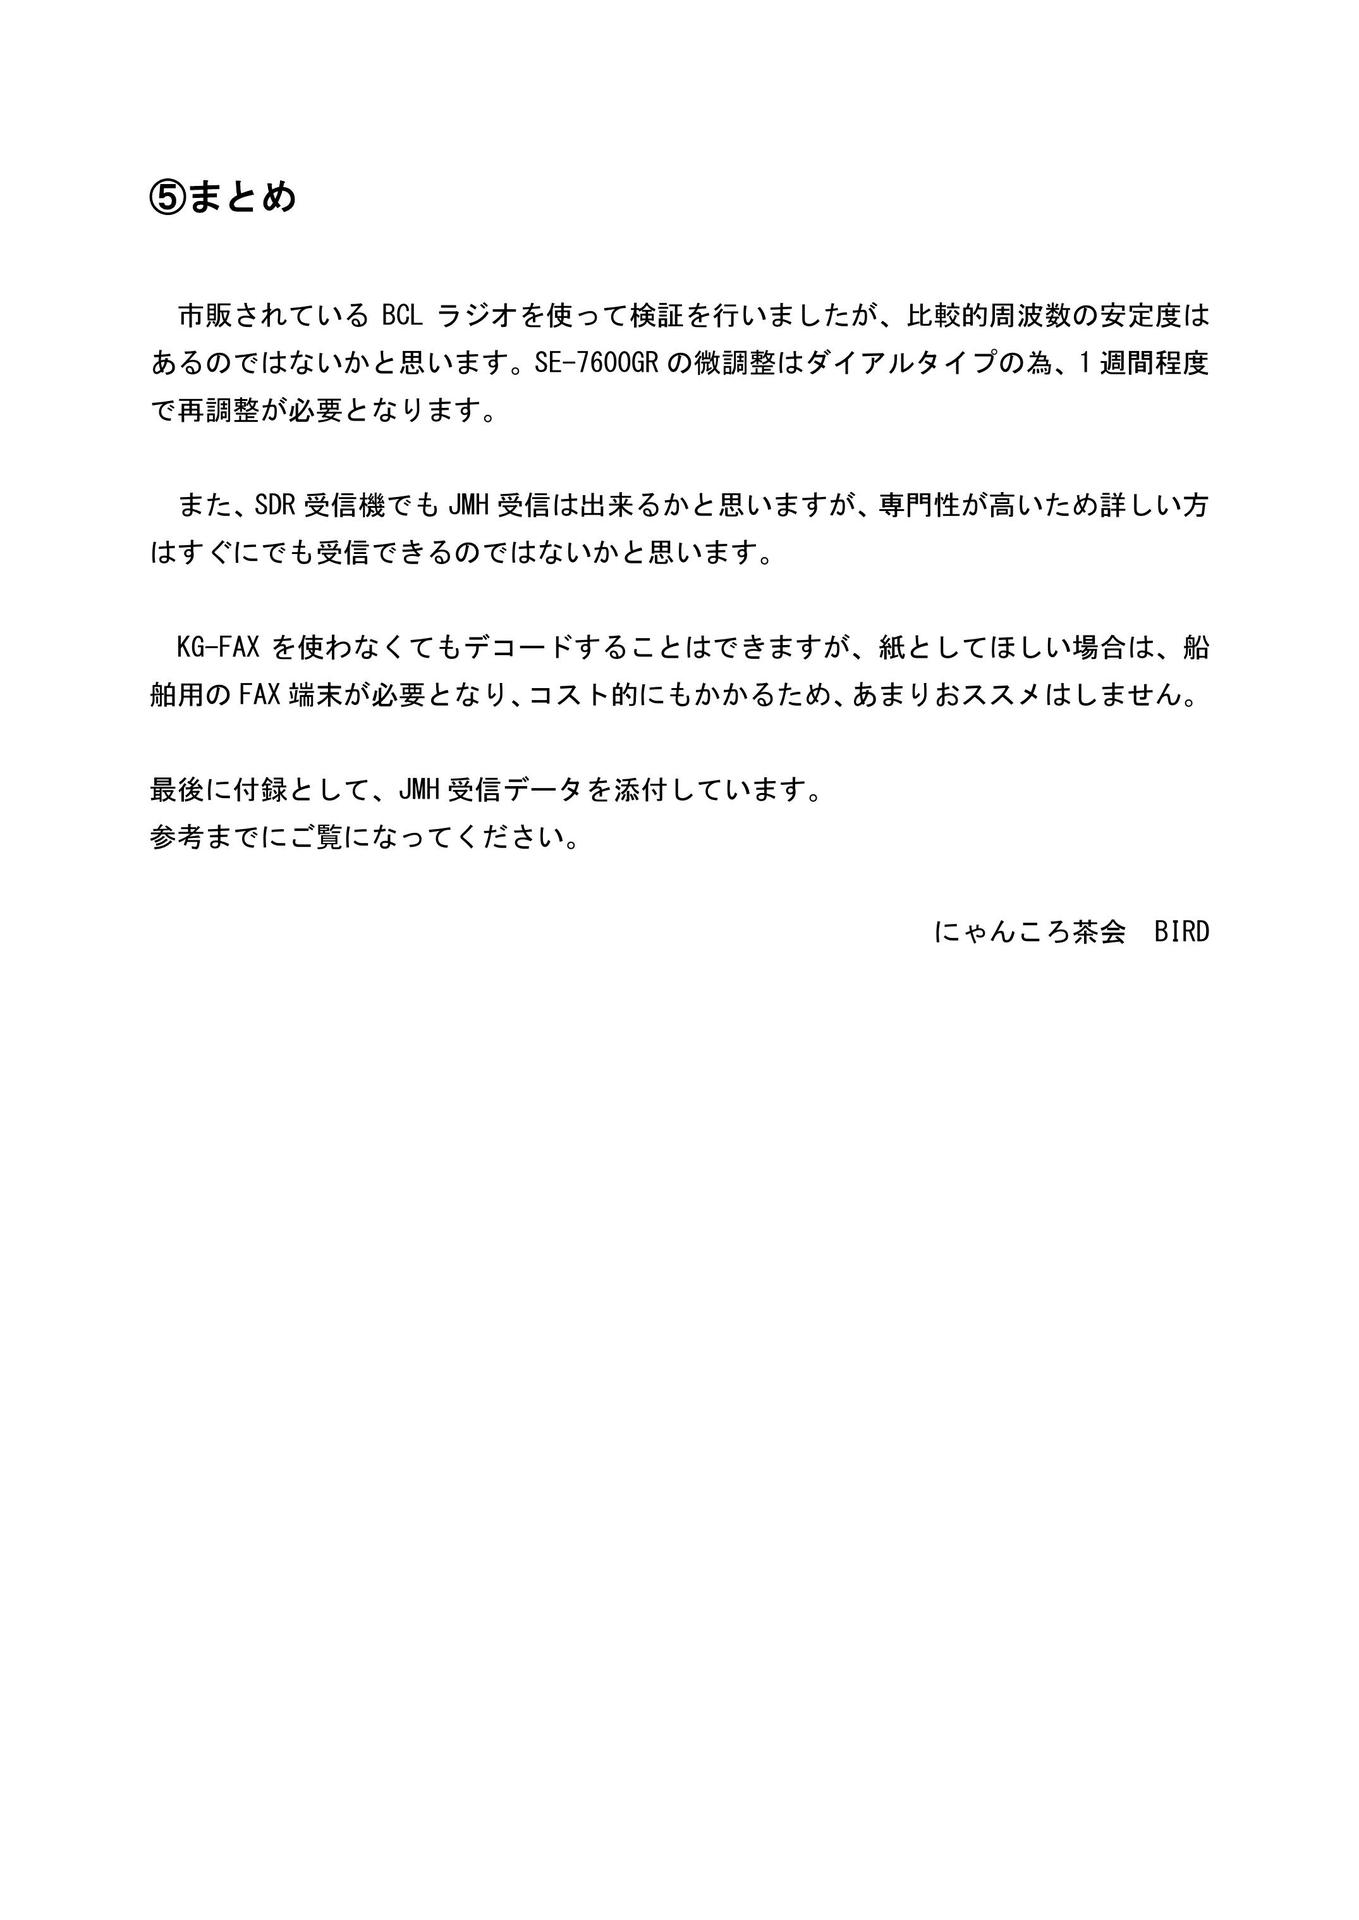 ⑤まとめ
　市販されている BCL ラジオを使って検証を行いましたが、比較的周波数の安定度は
あるのではないかと思います。SE-7600GR の微調整はダイアルタイプの為、1 週間程度
で再調整が必要となります。
　また、SDR 受信機でも JMH 受信は出来るかと思いますが、専門性が高いため詳しい方
はすぐにでも受信できるのではないかと思います。
　KG-FAX を使わなくてもデコードすることはできますが、紙としてほしい場合は、船
舶用の FAX 端末が必要となり、コスト的にもかかるため、あまりおススメはしません。
最後に付録として、JMH 受信データを添付しています。
参考までにご覧になってください。
にゃんころ茶会　BIRD